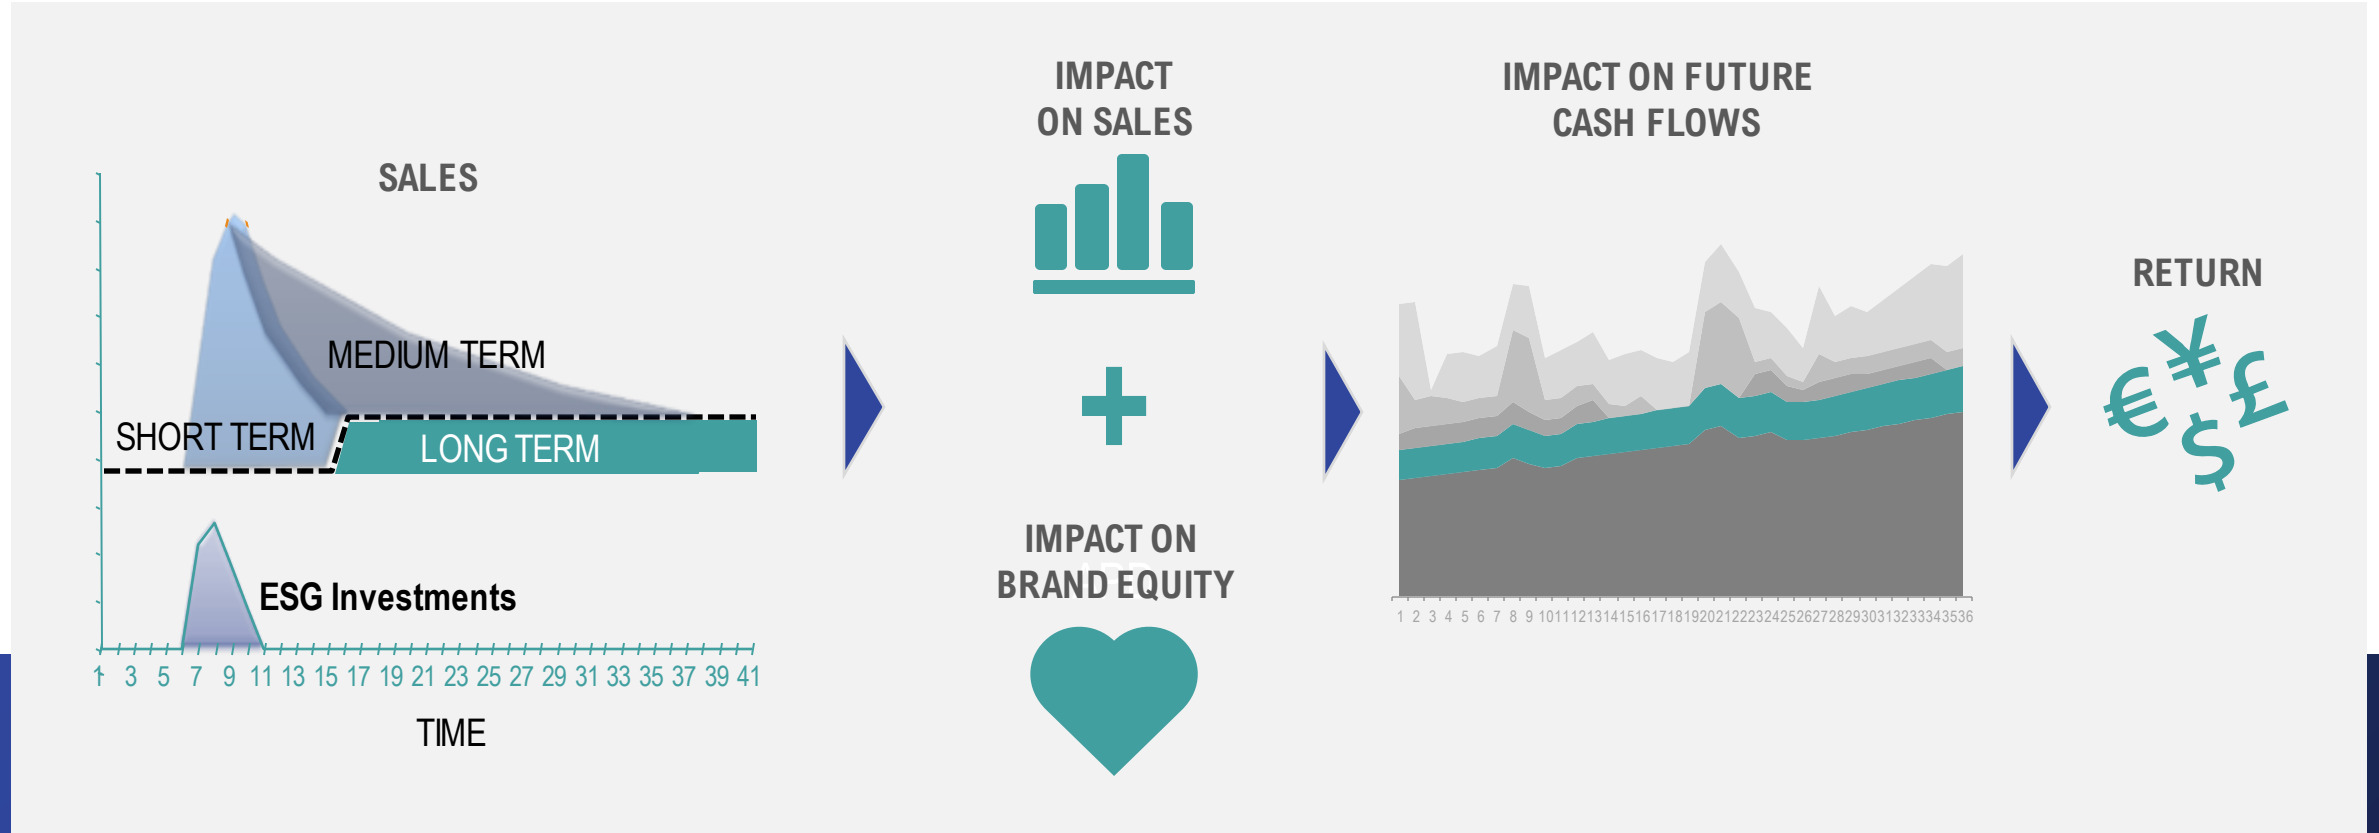 SALES
MEDIUM TERM
SHORT TERM
LONG TERM
ESG Investments
1 3 5 7 9 11 13 15 17 19 21 23 25 27 29 31 33 35 37 39 41
TIME
IMPACT
ON SALES
+
IMPACT ON
BRAND EQUITY
IMPACT ON FUTURE
CASH FLOWS
1 2 3 4 5 6 7 8 9 10 11 12 13 14 15 16 17 18 19 20 21 22 23 24 25 26 27 28 29 30 31 32 33 34 35 36
RETURN
¥
€ £
$